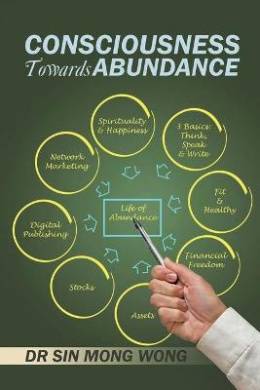 CONSCIOUSNESS
Towards ABUNDANCE
Spirituality
& Happiness
3 Basics:
Think,
Speak
& Write
Network
Marketing
Fit
&
Healthy
Life of
Abundance
Digital
Publishing
Financial
Freedom
Stocks
Assets
DR SIN MONG WONG